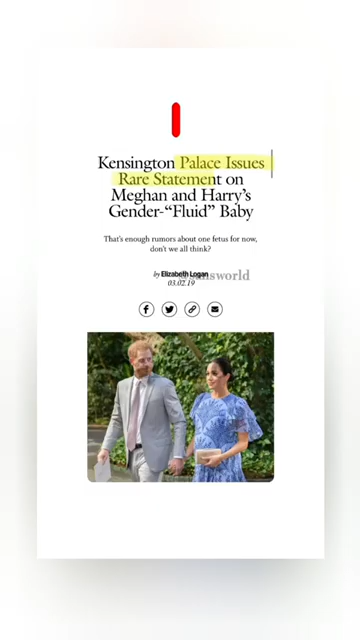 Kensington Palace Issues
Rare Statement on
Meghan and Harry's
Gender-“Fluid” Baby
That's enough rumors about one fetus for now,
don't we all think?
by Elizabeth Logan
03.02.19